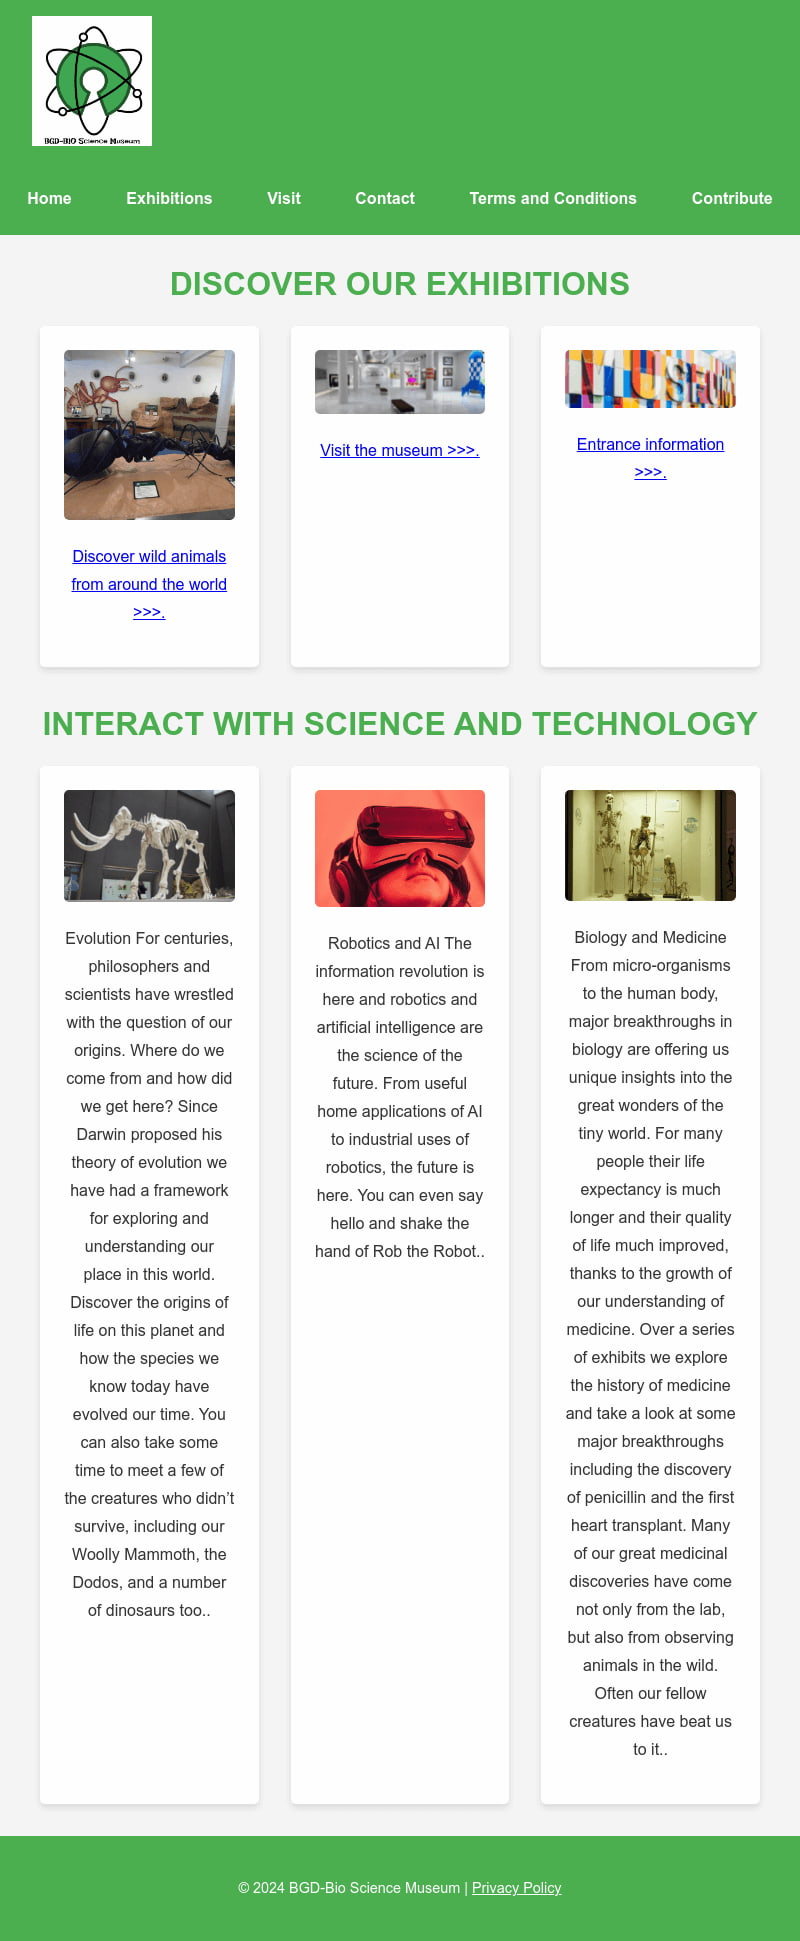 BGD-BIO Science Museum
Home Exhibitions Visit Contact Terms and Conditions Contribute
DISCOVER OUR EXHIBITIONS
MUSEUM
Discover wild animals
from around the world
>>>.
Visit the museum >>>.
Entrance information
>>>.
INTERACT WITH SCIENCE AND TECHNOLOGY
Evolution For centuries,
philosophers and
scientists have wrestled
with the question of our
origins. Where do we
come from and how did
we get here? Since
Darwin proposed his
theory of evolution we
have had a framework
for exploring and
understanding our
place in this world.
Discover the origins of
life on this planet and
how the species we
know today have
evolved our time. You
can also take some
time to meet a few of
the creatures who didn’t
survive, including our
Woolly Mammoth, the
Dodos, and a number
of dinosaurs too..
Robotics and AI The
information revolution is
here and robotics and
artificial intelligence are
the science of the
future. From useful
home applications of AI
to industrial uses of
robotics, the future is
here. You can even say
hello and shake the
hand of Rob the Robot..
Biology and Medicine
From micro-organisms
to the human body,
major breakthroughs in
biology are offering us
unique insights into the
great wonders of the
tiny world. For many
people their life
expectancy is much
longer and their quality
of life much improved,
thanks to the growth of
our understanding of
medicine. Over a series
of exhibits we explore
the history of medicine
and take a look at some
major breakthroughs
including the discovery
of penicillin and the first
heart transplant. Many
of our great medicinal
discoveries have come
not only from the lab,
but also from observing
animals in the wild.
Often our fellow
creatures have beat us
to it..
© 2024 BGD-Bio Science Museum | Privacy Policy